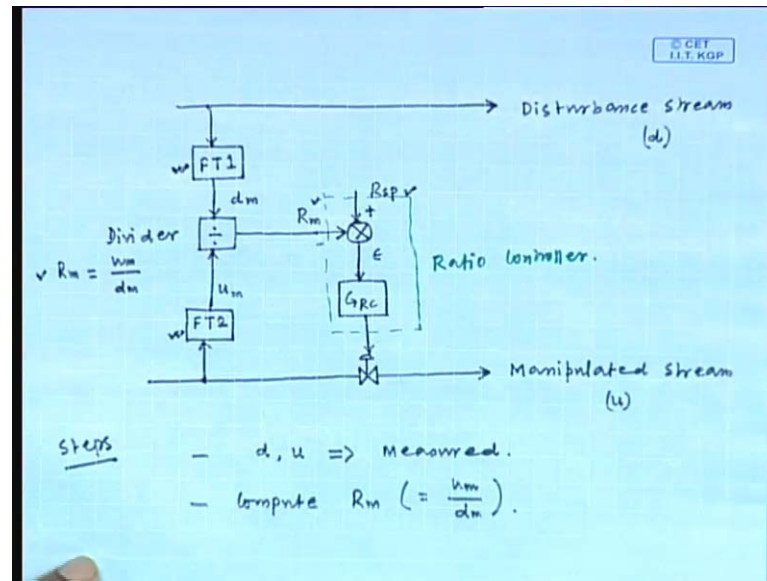 © CET
I.I.T. KGP
Disturbance stream
(d)
FT1
dm
Rsp
+
Divider
÷
Rm
Rm = um/dm
ϵ
Ratio Controller.
um
GRC
FT2
Manipulated stream
(u)
Steps
- d, u => Measured.
- Compute Rm (= um/dm).